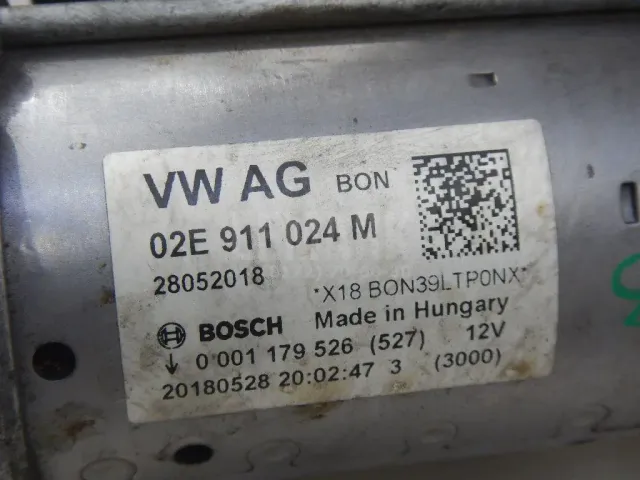 VW AG BON
02E 911 024 M
28052018
*X18 BON39LTP0NX*
BOSCH Made in Hungary
↓ 0 001 179 526 (527) 12V
20180528 20:02:47 3 (3000)